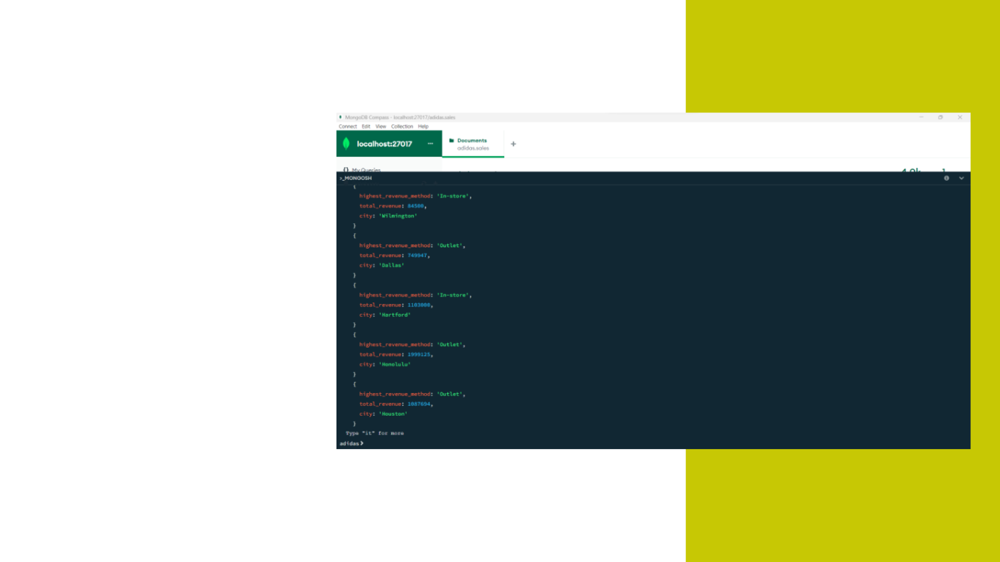 MongoDB Compass - localhost:27017/adidas.sales
Connect Edit View Collection Help
localhost:27017 ...
Documents
adidas.sales
{} My Queries
>_MONGOSH
{
highest_revenue_method: 'In-store',
total_revenue: 84500,
city: 'Wilmington'
}
{
highest_revenue_method: 'Outlet',
total_revenue: 749947,
city: 'Dallas'
}
{
highest_revenue_method: 'In-store',
total_revenue: 1103000,
city: 'Hartford'
}
{
highest_revenue_method: 'Outlet',
total_revenue: 1999125,
city: 'Honolulu'
}
{
highest_revenue_method: 'Outlet',
total_revenue: 1087694,
city: 'Houston'
}
Type "it" for more
adidas>